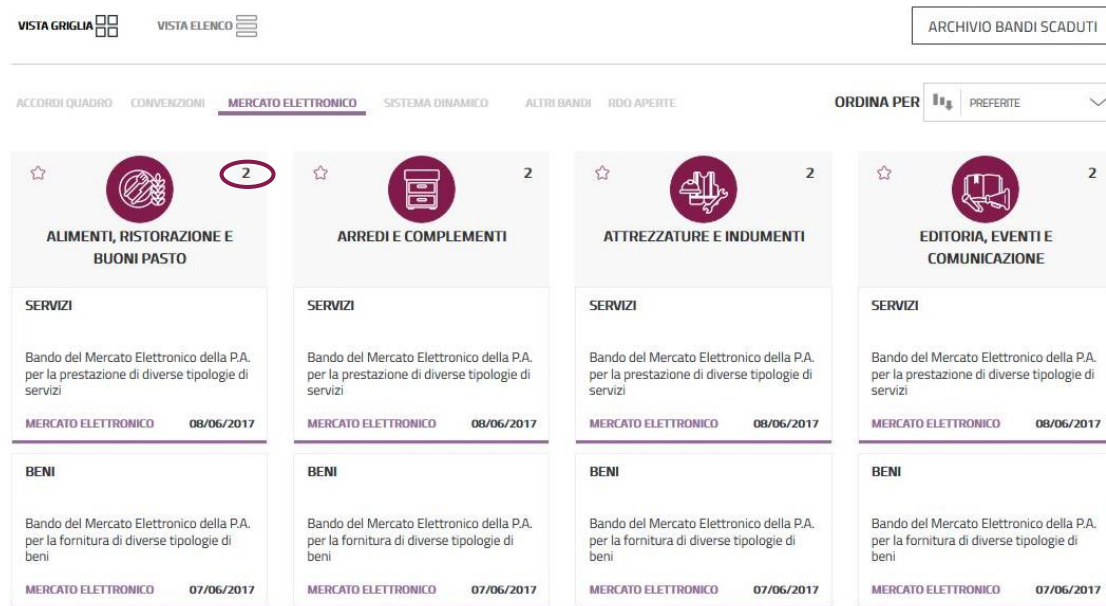 VISTA GRIGLIA
VISTA ELENCO
ARCHIVIO BANDI SCADUTI
ACCORDI QUADRO
CONVENZIONI
MERCATO ELETTRONICO
SISTEMA DINAMICO
ALTRI BANDI
RDO APERTE
ORDINA PER
PREFERITE
2
ALIMENTI, RISTORAZIONE E
BUONI PASTO
SERVIZI
Bando del Mercato Elettronico della P.A.
per la prestazione di diverse tipologie di
servizi
MERCATO ELETTRONICO 08/06/2017
BENI
Bando del Mercato Elettronico della P.A.
per la fornitura di diverse tipologie di
beni
MERCATO ELETTRONICO 07/06/2017
2
ARREDI E COMPLEMENTI
SERVIZI
Bando del Mercato Elettronico della P.A.
per la prestazione di diverse tipologie di
servizi
MERCATO ELETTRONICO 08/06/2017
BENI
Bando del Mercato Elettronico della P.A.
per la fornitura di diverse tipologie di
beni
MERCATO ELETTRONICO 07/06/2017
2
ATTREZZATURE E INDUMENTI
SERVIZI
Bando del Mercato Elettronico della P.A.
per la prestazione di diverse tipologie di
servizi
MERCATO ELETTRONICO 08/06/2017
BENI
Bando del Mercato Elettronico della P.A.
per la fornitura di diverse tipologie di
beni
MERCATO ELETTRONICO 07/06/2017
2
EDITORIA, EVENTI E
COMUNICAZIONE
SERVIZI
Bando del Mercato Elettronico della P.A.
per la prestazione di diverse tipologie di
servizi
MERCATO ELETTRONICO 08/06/2017
BENI
Bando del Mercato Elettronico della P.A.
per la fornitura di diverse tipologie di
beni
MERCATO ELETTRONICO 07/06/2017